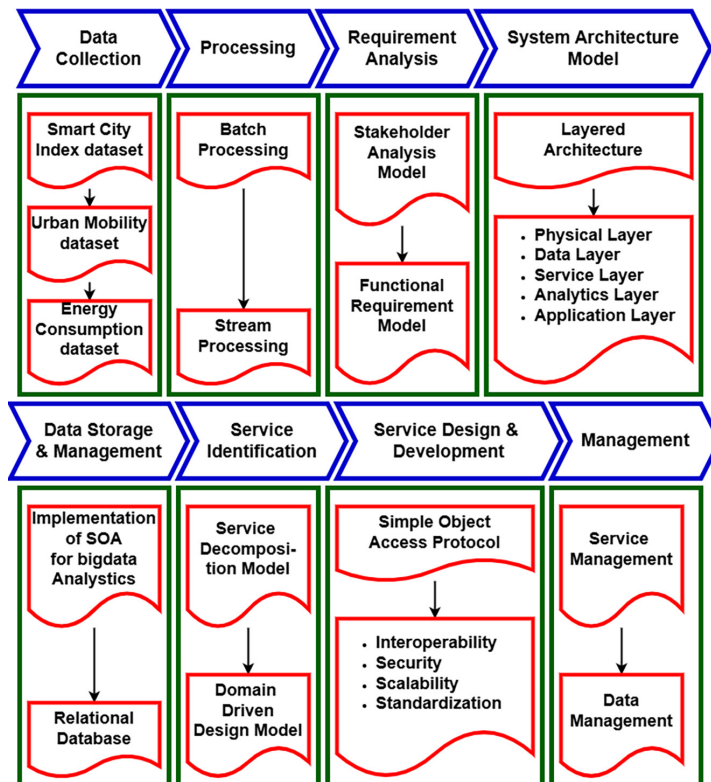 Data
Collection
Processing
Requirement
Analysis
System Architecture
Model
Smart City
Index dataset
Urban Mobility
dataset
Energy
Consumption
dataset
Batch
Processing
Stream
Processing
Stakeholder
Analysis
Model
Functional
Requirement
Model
Layered
Architecture
• Physical Layer
• Data Layer
• Service Layer
• Analytics Layer
• Application Layer
Data Storage
& Management
Service
Identification
Service Design &
Development
Management
Implementation
of SOA
for bigdata
Analystics
Relational
Database
Service
Decomposi-
tion Model
Domain
Driven
Design Model
Simple Object
Access Protocol
• Interoperability
• Security
• Scalability
• Standardization
Service
Management
Data
Management